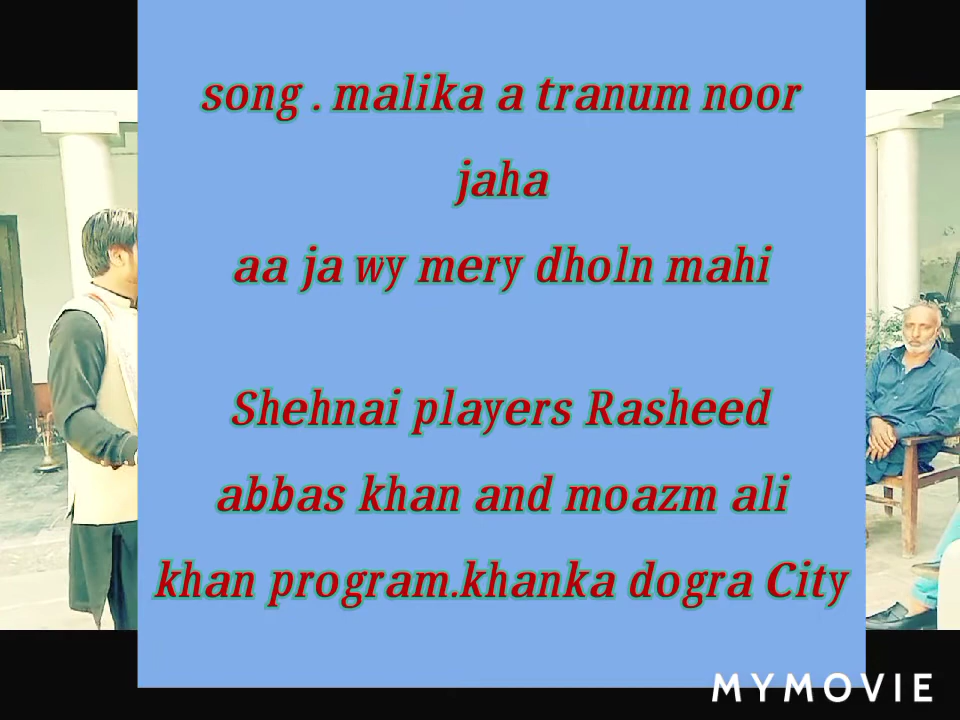 song . malika a tranum noor
jaha
aa ja wy mery dholn mahi
Shehnai players Rasheed
abbas khan and moazm ali
khan program.khanka dogra City
MYMOVIE